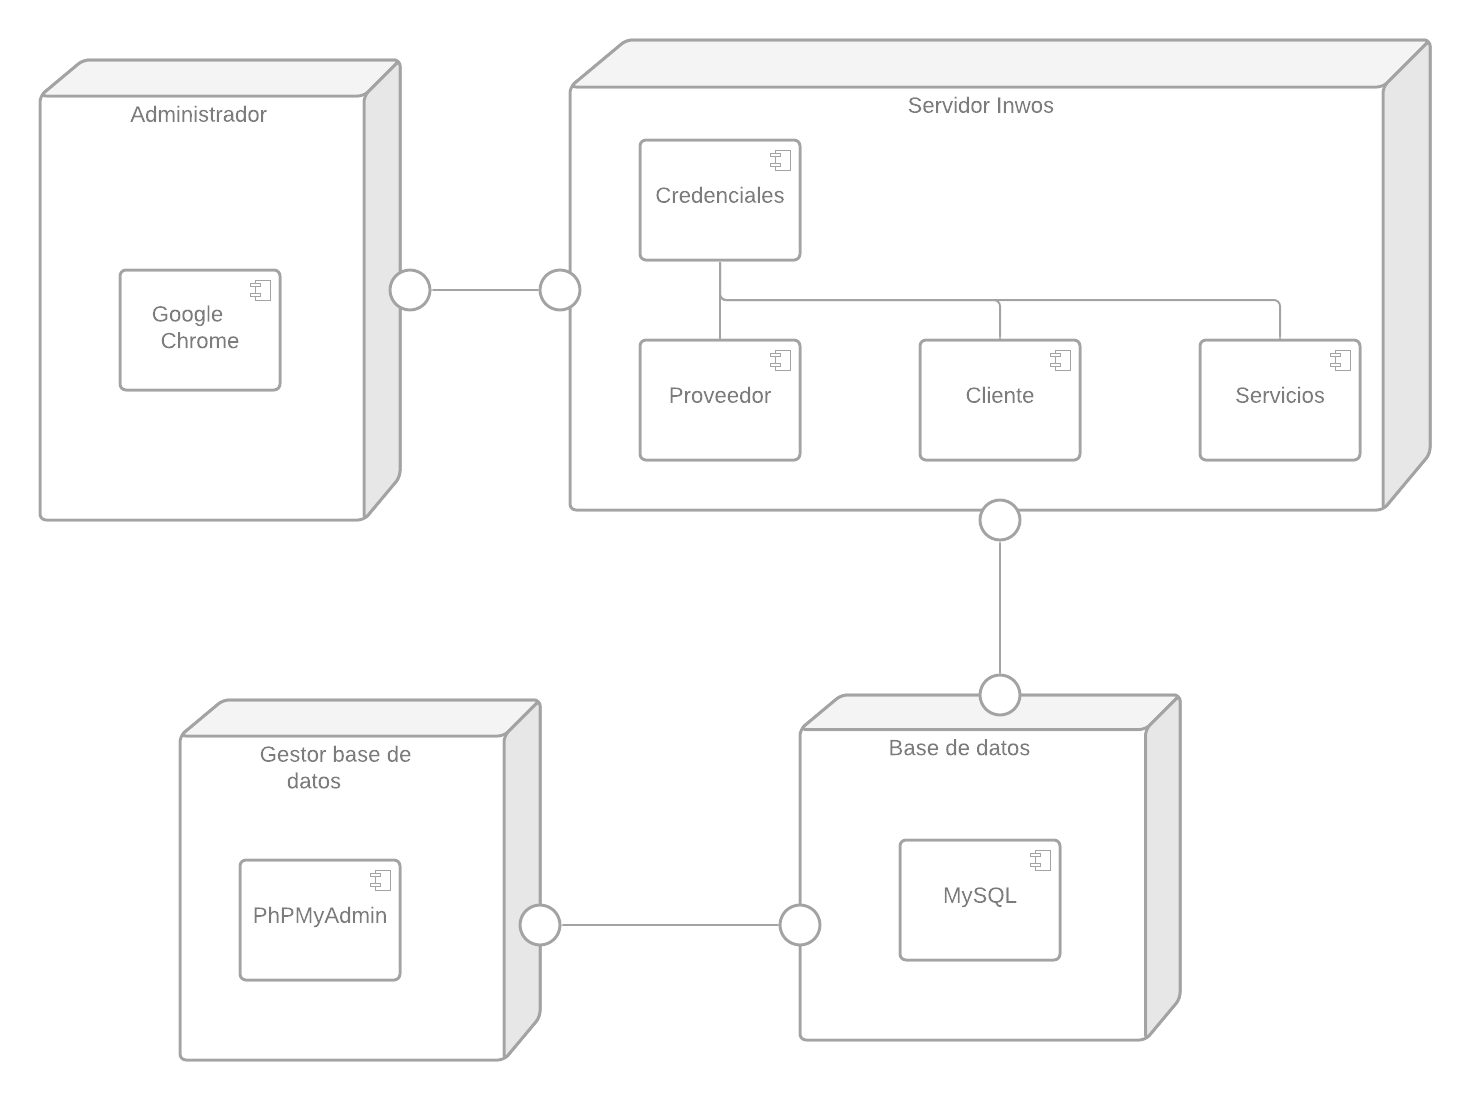 Administrador
Google
Chrome
Servidor Inwos
Credenciales
Proveedor
Cliente
Servicios
Gestor base de
datos
PhPMyAdmin
Base de datos
MySQL